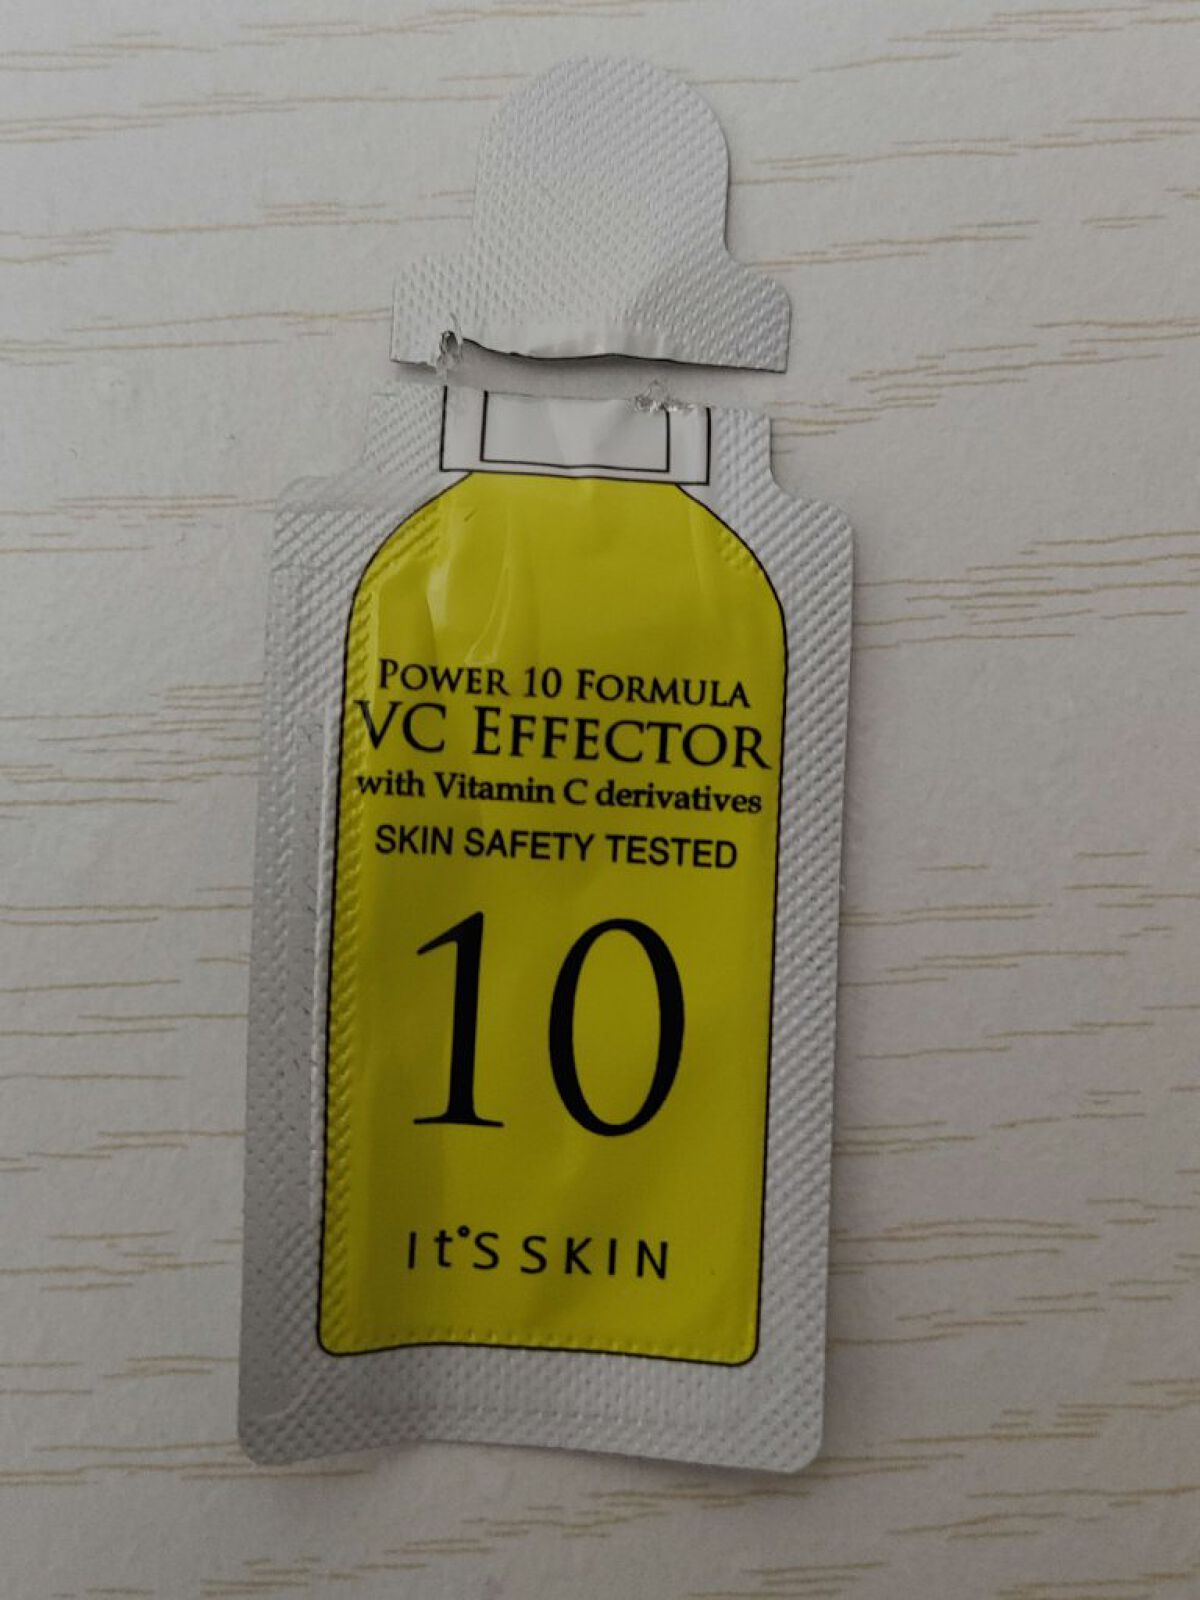 POWER 10 FORMULA
VC EFFECTOR
with Vitamin C derivatives
SKIN SAFETY TESTED
10
It°S SKIN